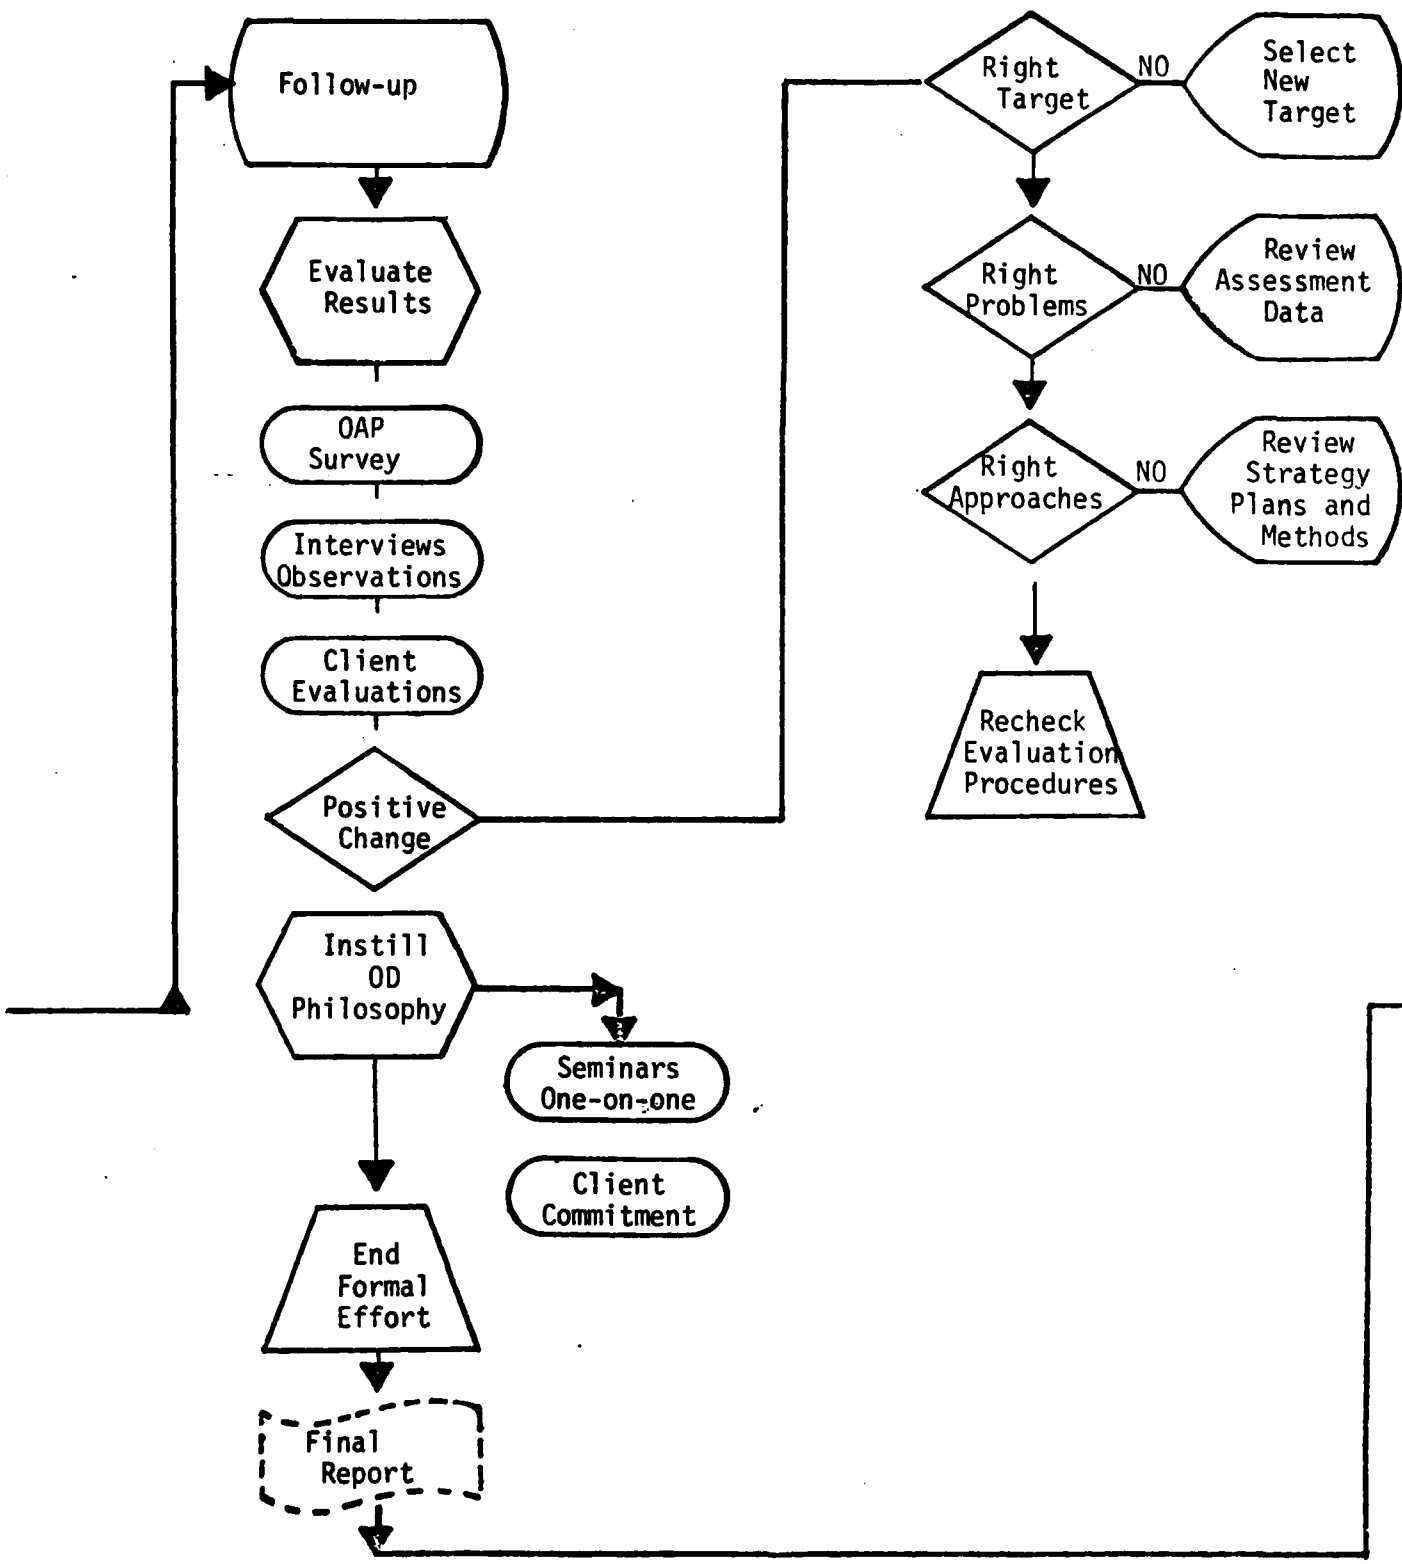 Follow-up
Evaluate
Results
OAP
Survey
Interviews
Observations
Client
Evaluations
Positive
Change
Instill
OD
Philosophy
Seminars
One-on-one
Client
Commitment
End
Formal
Effort
Final
Report
Right
Target
NO
Select
New
Target
Right
Problems
NO
Review
Assessment
Data
Right
Approaches
NO
Review
Strategy
Plans and
Methods
Recheck
Evaluation
Procedures